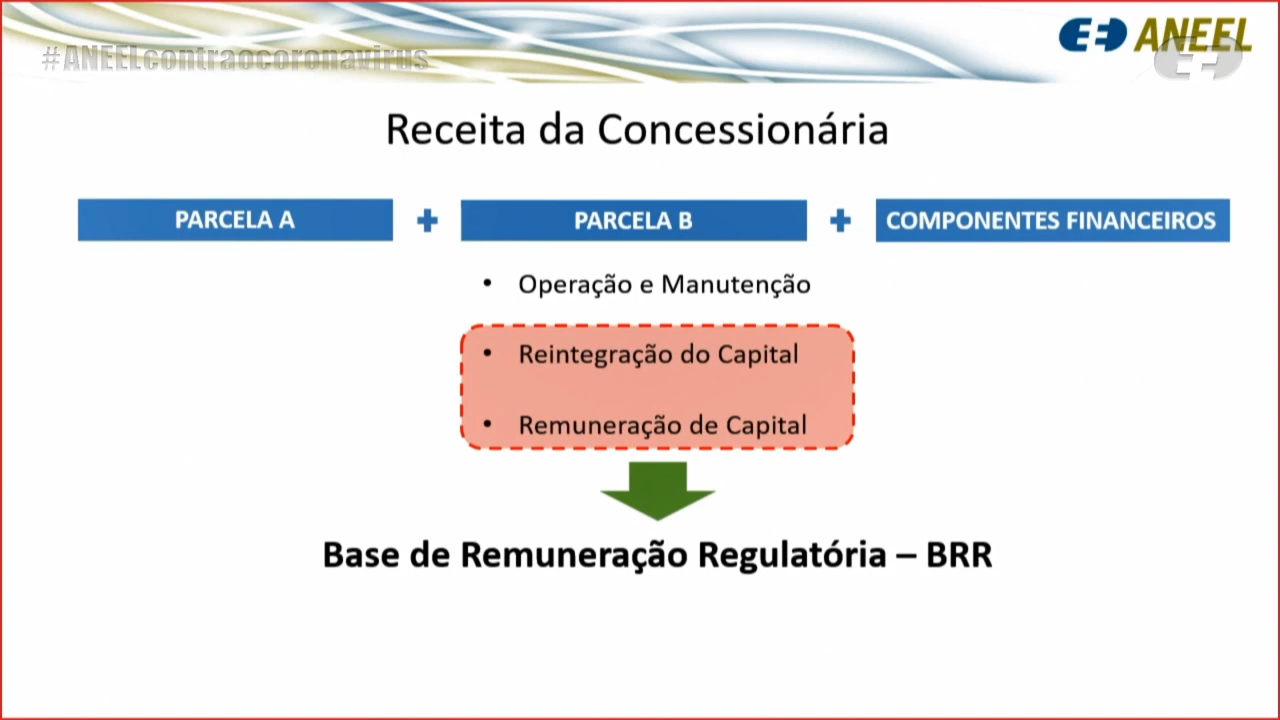 #ANEELcontraocoronavirus
ANEEL
Receita da Concessionária
PARCELA A + PARCELA B + COMPONENTES FINANCEIROS
• Operação e Manutenção
• Reintegração do Capital
• Remuneração de Capital
Base de Remuneração Regulatória – BRR